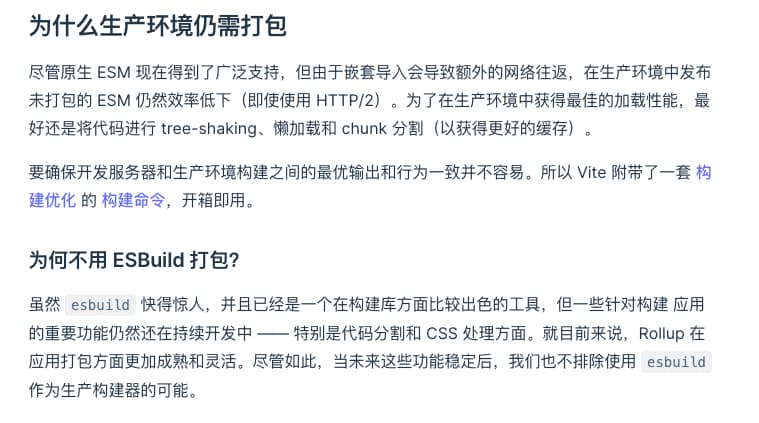 为什么生产环境仍需打包
尽管原生 ESM 现在得到了广泛支持，但由于嵌套导入会导致额外的网络往返，在生产环境中发布
未打包的 ESM 仍然效率低下（即使使用 HTTP/2）。为了在生产环境中获得最佳的加载性能，最
好还是将代码进行 tree-shaking、懒加载和 chunk 分割（以获得更好的缓存）。
要确保开发服务器和生产环境构建之间的最优输出和行为一致并不容易。所以 Vite 附带了一套 构
建优化 的 构建命令，开箱即用。
为何不用 ESBuild 打包?
虽然 esbuild 快得惊人，并且已经是一个在构建库方面比较出色的工具，但一些针对构建 应用
的重要功能仍然还在持续开发中 —— 特别是代码分割和 CSS 处理方面。就目前来说，Rollup 在
应用打包方面更加成熟和灵活。尽管如此，当未来这些功能稳定后，我们也不排除使用 esbuild
作为生产构建器的可能。